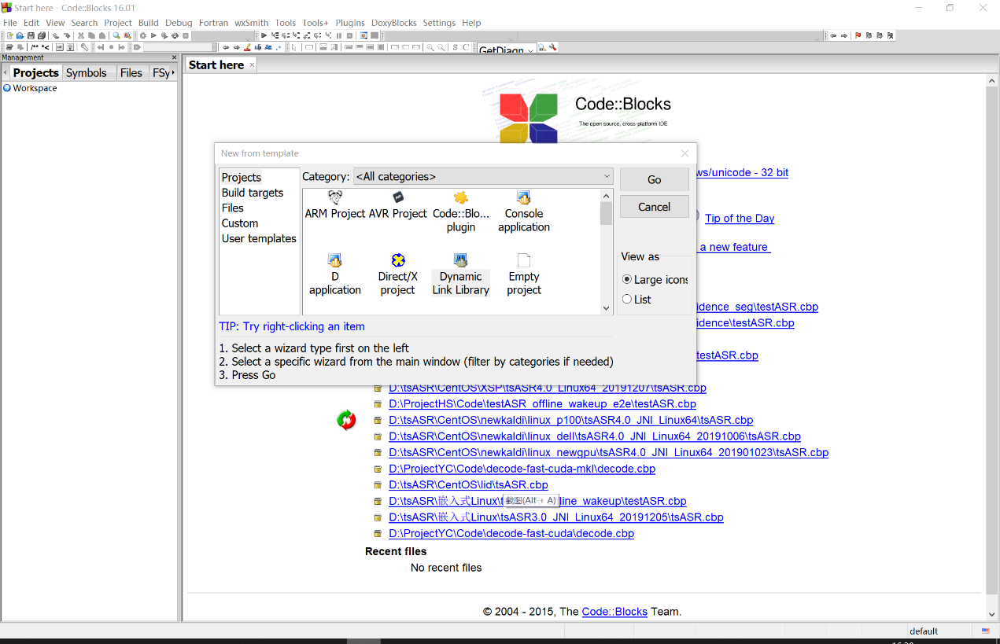 Start here - Code::Blocks 16.01
File Edit View Search Project Build Debug Fortran wxSmith Tools Tools+ Plugins DoxyBlocks Settings Help
/** *<
S C GetDiagn
Management
Projects Symbols Files FSy
Start here
Workspace
Code::Blocks
The open source, cross-platform IDE
New from template
Projects
Build targets
Files
Custom
User templates
Category: <All categories>
ARM Project AVR Project Code::Blo... plugin Console application
D application Direct/X project Dynamic Link Library Empty project
Go
Cancel
View as
Large icons
List
TIP: Try right-clicking an item
1. Select a wizard type first on the left
2. Select a specific wizard from the main window (filter by categories if needed)
3. Press Go
ws/unicode - 32 bit
Tip of the Day
a new feature
idence_seg\testASR.cbp
idence\testASR.cbp
testASR.cbp
D:\tsASR\CentOS\XSP\tsASR4.0_Linux64_20191207\tsASR.cbp
D:\ProjectHS\Code\testASR_offline_wakeup_e2e\testASR.cbp
D:\tsASR\CentOS\newkaldi\linux_p100\tsASR4.0_JNI_Linux64\tsASR.cbp
D:\tsASR\CentOS\newkaldi\linux_dell\tsASR4.0_JNI_Linux64_20191006\tsASR.cbp
D:\tsASR\CentOS\newkaldi\linux_newgpu\tsASR4.0_JNI_Linux64_201901023\tsASR.cbp
D:\ProjectYC\Code\decode-fast-cuda-mkl\decode.cbp
D:\tsASR\CentOS\lid\tsASR.cbp
D:\tsASR\嵌入式Linux\t 截图(Alt + A) line_wakeup\testASR.cbp
D:\tsASR\嵌入式Linux\tsASR3.0_JNI_Linux64_20191205\tsASR.cbp
D:\ProjectYC\Code\decode-fast-cuda\decode.cbp
Recent files
No recent files
© 2004 - 2015, The Code::Blocks Team.
default